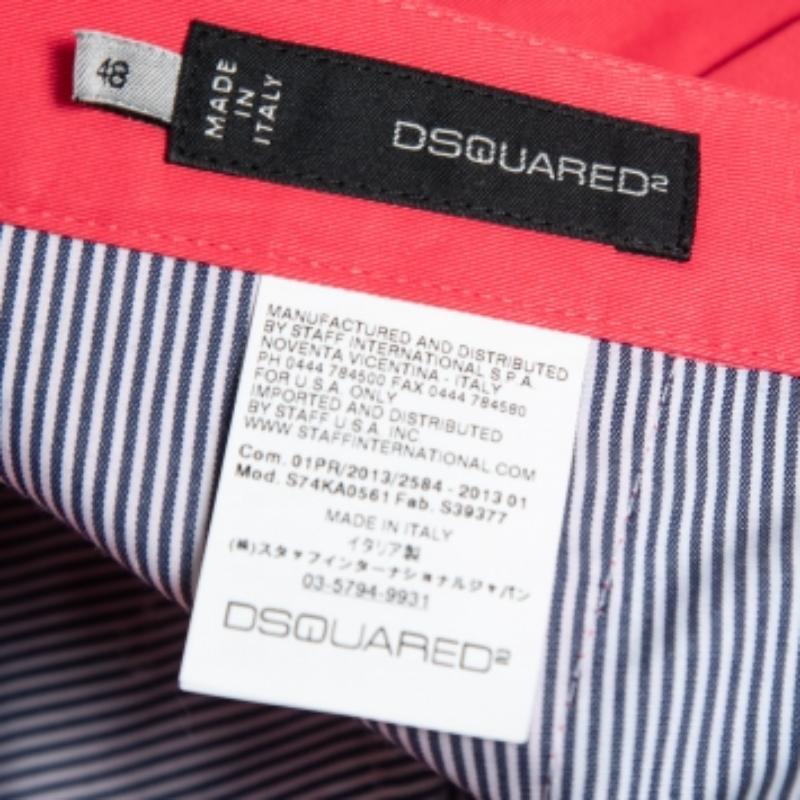 48
MADE
IN
ITALY
DSQUARED2
MANUFACTURED AND DISTRIBUTED
BY STAFF INTERNATIONAL S.P.A.
NOVENTA VICENTINA - ITALY
PH 0444 784500 FAX 0444 784580
FOR U.S.A. ONLY
IMPORTED AND DISTRIBUTED
BY STAFF U.S.A. INC.
WWW.STAFFINTERNATIONAL.COM
Com. 01PR/2013/2584 - 2013 01
Mod. S74KA0561 Fab. S39377
MADE IN ITALY
イタリア製
(株)スタッフインターナショナルジャパン
03-5794-9931
DSQUARED2